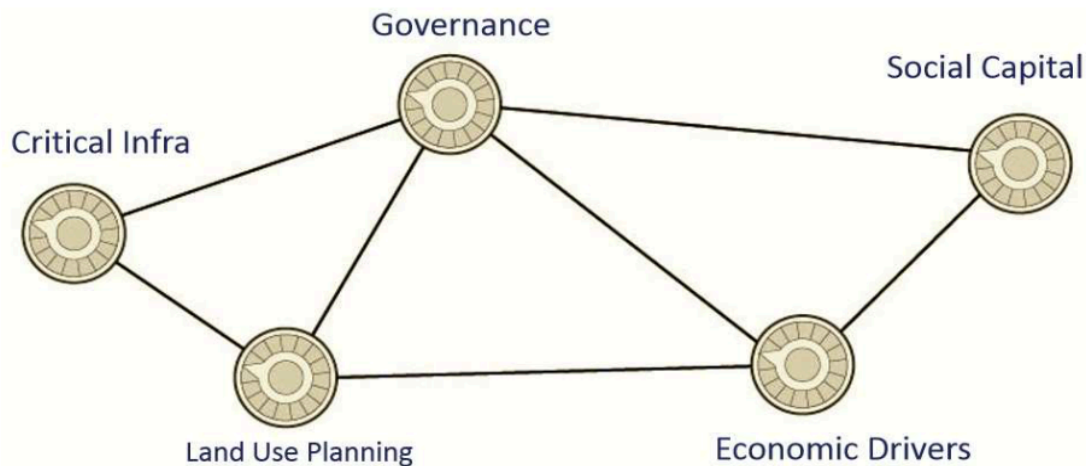 Governance
Social Capital
Critical Infra
Land Use Planning
Economic Drivers